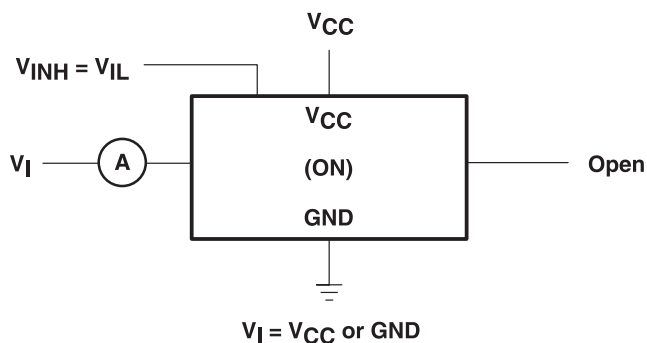 VCC
VINH = VIL
VCC
VI
A
(ON)
Open
GND
VI = VCC or GND